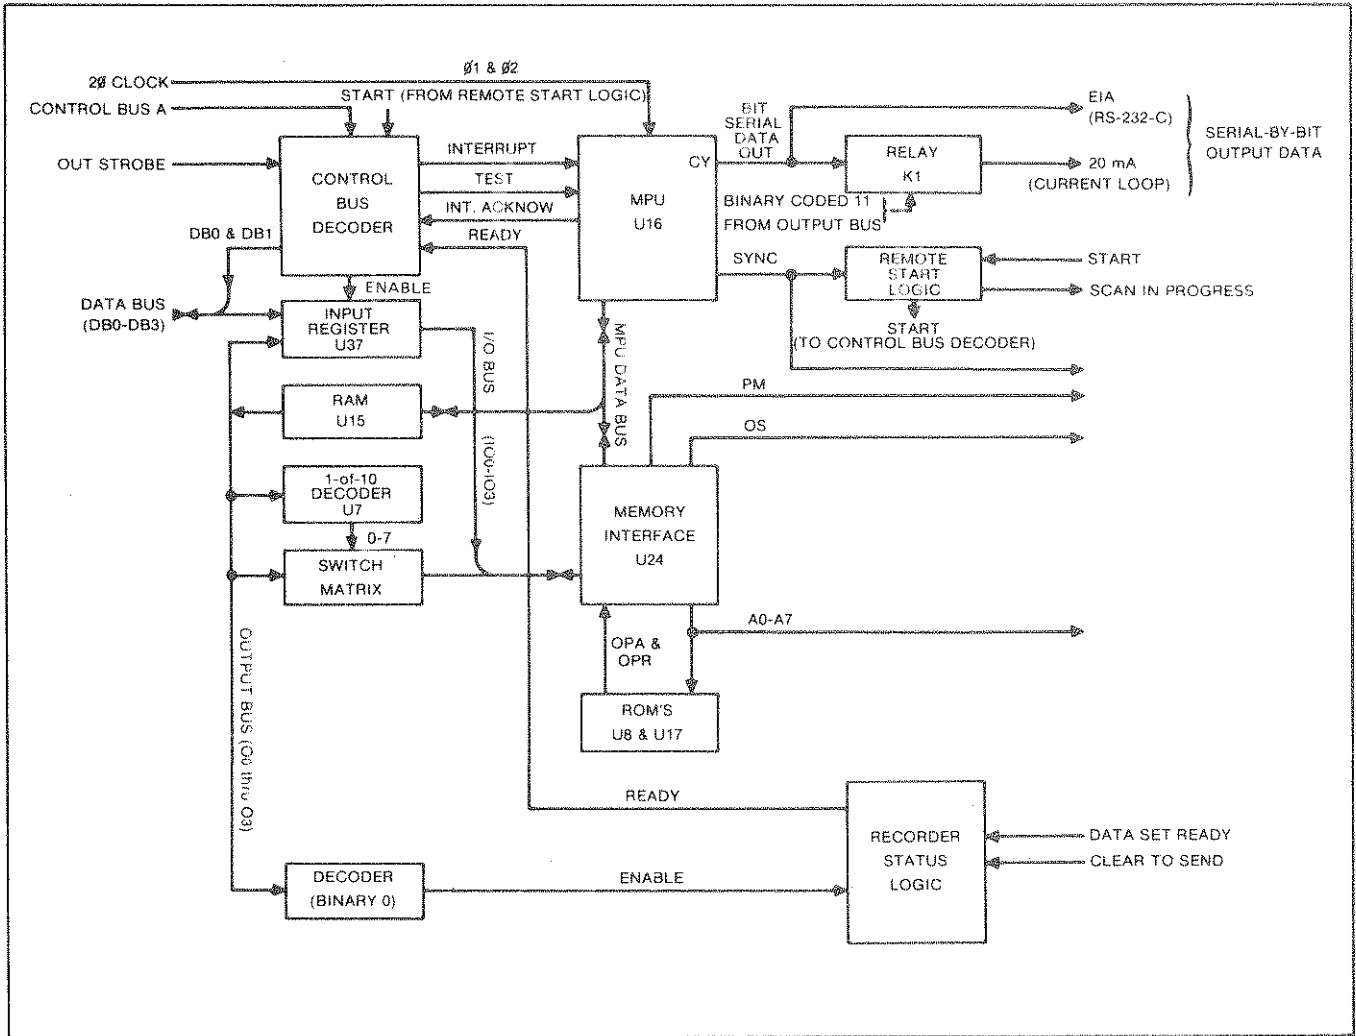 Ø1 & Ø2
2Ø CLOCK
START (FROM REMOTE START LOGIC)
CONTROL BUS A
OUT STROBE
CONTROL
BUS
DECODER
INTERRUPT
TEST
INT. ACKNOW
READY
MPU
U16
CY
BIT
SERIAL
DATA
OUT
RELAY
K1
EIA
(RS-232-C)
20 mA
(CURRENT LOOP)
SERIAL-BY-BIT
OUTPUT DATA
BINARY CODED 11
FROM OUTPUT BUS
SYNC
REMOTE
START
LOGIC
START
SCAN IN PROGRESS
START
(TO CONTROL BUS DECODER)
DB0 & DB1
DATA BUS
(DB0-DB3)
ENABLE
INPUT
REGISTER
U37
I/O BUS
(IO0-IO3)
MPU DATA BUS
RAM
U15
PM
OS
1-of-10
DECODER
U7
0-7
SWITCH
MATRIX
MEMORY
INTERFACE
U24
A0-A7
OPA &
OPR
ROM'S
U8 & U17
OUTPUT BUS (O0 thru O3)
READY
RECORDER
STATUS
LOGIC
DATA SET READY
CLEAR TO SEND
DECODER
(BINARY 0)
ENABLE